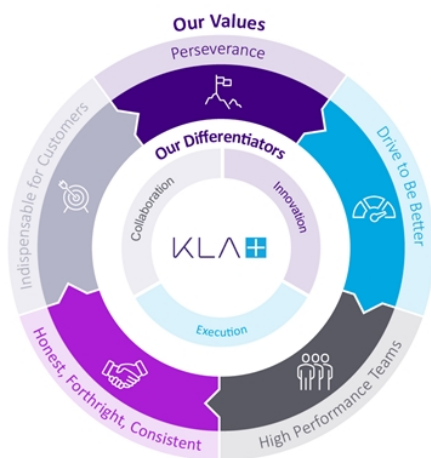 Our Values
Perseverance
Drive to Be Better
High Performance Teams
Honest, Forthright, Consistent
Indispensable for Customers
Our Differentiators
Collaboration
Innovation
Execution
KLA+